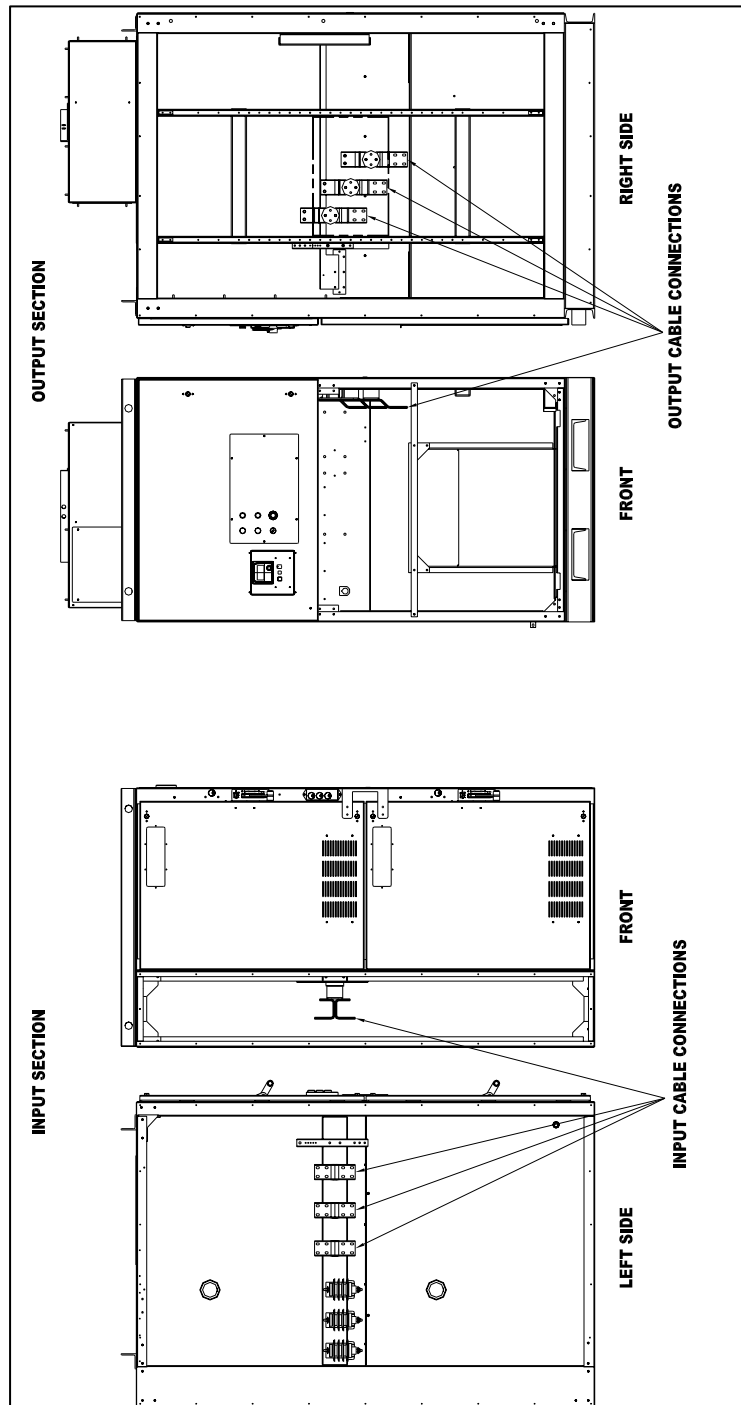 INPUT SECTION
OUTPUT SECTION
LEFT SIDE
FRONT
FRONT
RIGHT SIDE
INPUT CABLE CONNECTIONS
OUTPUT CABLE CONNECTIONS